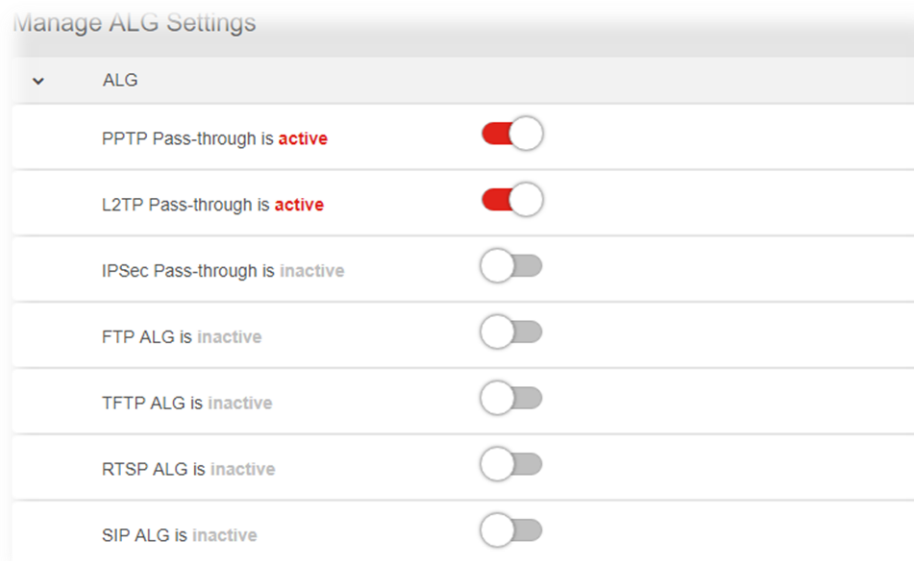 Manage ALG Settings
ALG
PPTP Pass-through is active
L2TP Pass-through is active
IPSec Pass-through is inactive
FTP ALG is inactive
TFTP ALG is inactive
RTSP ALG is inactive
SIP ALG is inactive